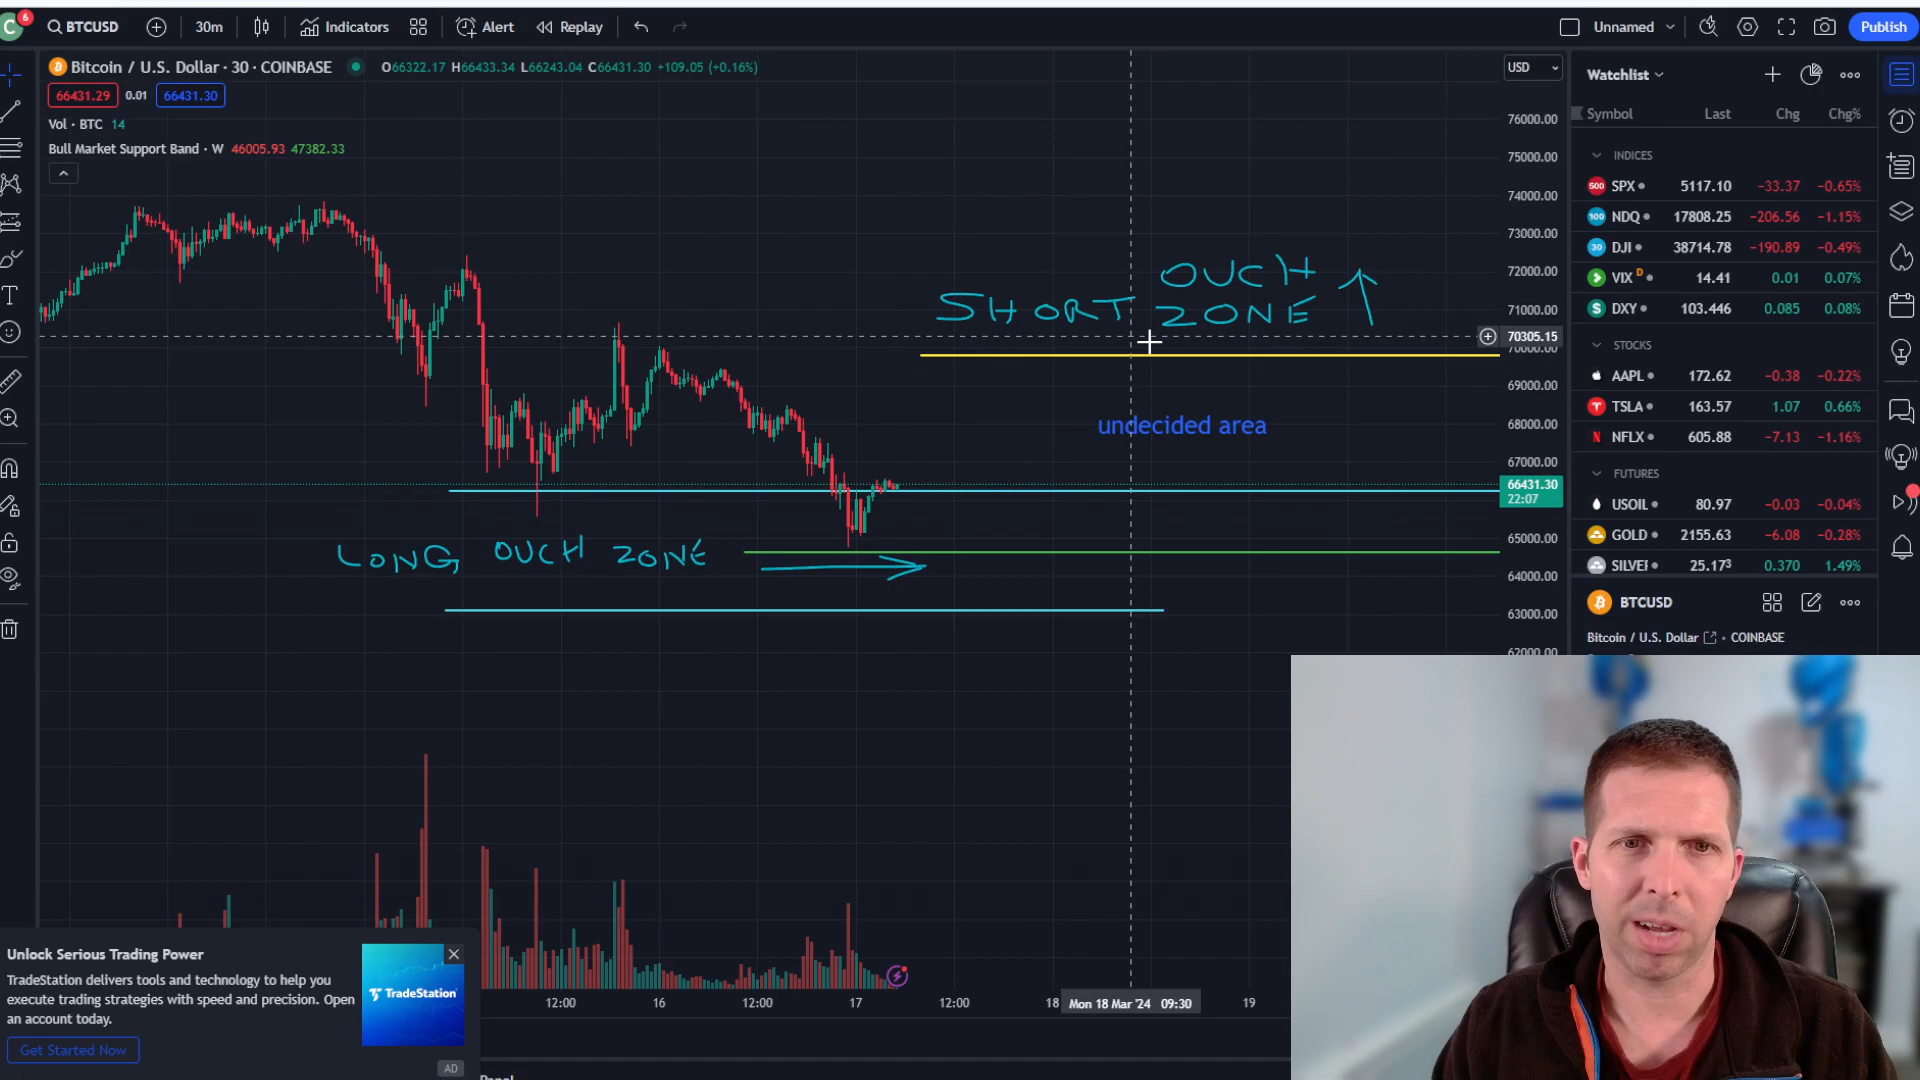 C 6 BTCUSD 30m Indicators Alert Replay Unnamed Publish
Bitcoin / U.S. Dollar · 30 · COINBASE O66322.17 H66433.34 L66243.04 C66431.30 +109.05 (+0.16%)
66431.29 0.01 66431.30
Vol · BTC 14
Bull Market Support Band · W 46005.93 47382.33
USD
76000.00
75000.00
74000.00
73000.00
72000.00
71000.00
70305.15
70000.00
69000.00
68000.00
67000.00
66431.30
22:07
65000.00
64000.00
63000.00
62000.00
OUCH
SHORT ZONE
undecided area
LONG, OUCH ZONE
12:00 16 12:00 17 12:00 18 Mon 18 Mar '24 09:30 19
Watchlist
Symbol Last Chg Chg%
INDICES
500 SPX 5117.10 −33.37 −0.65%
100 NDQ 17808.25 −206.56 −1.15%
30 DJI 38714.78 −190.89 −0.49%
VIX D 14.41 0.01 0.07%
$ DXY 103.446 0.085 0.08%
STOCKS
AAPL 172.62 −0.38 −0.22%
TSLA 163.57 1.07 0.66%
N NFLX 605.88 −7.13 −1.16%
FUTURES
USOIL 80.97 −0.03 −0.04%
GOLD 2155.63 −6.08 −0.28%
SILVER 25.173 0.370 1.49%
BTCUSD
Bitcoin / U.S. Dollar · COINBASE
Unlock Serious Trading Power
TradeStation delivers tools and technology to help you
execute trading strategies with speed and precision. Open
an account today.
Get Started Now
TradeStation
AD